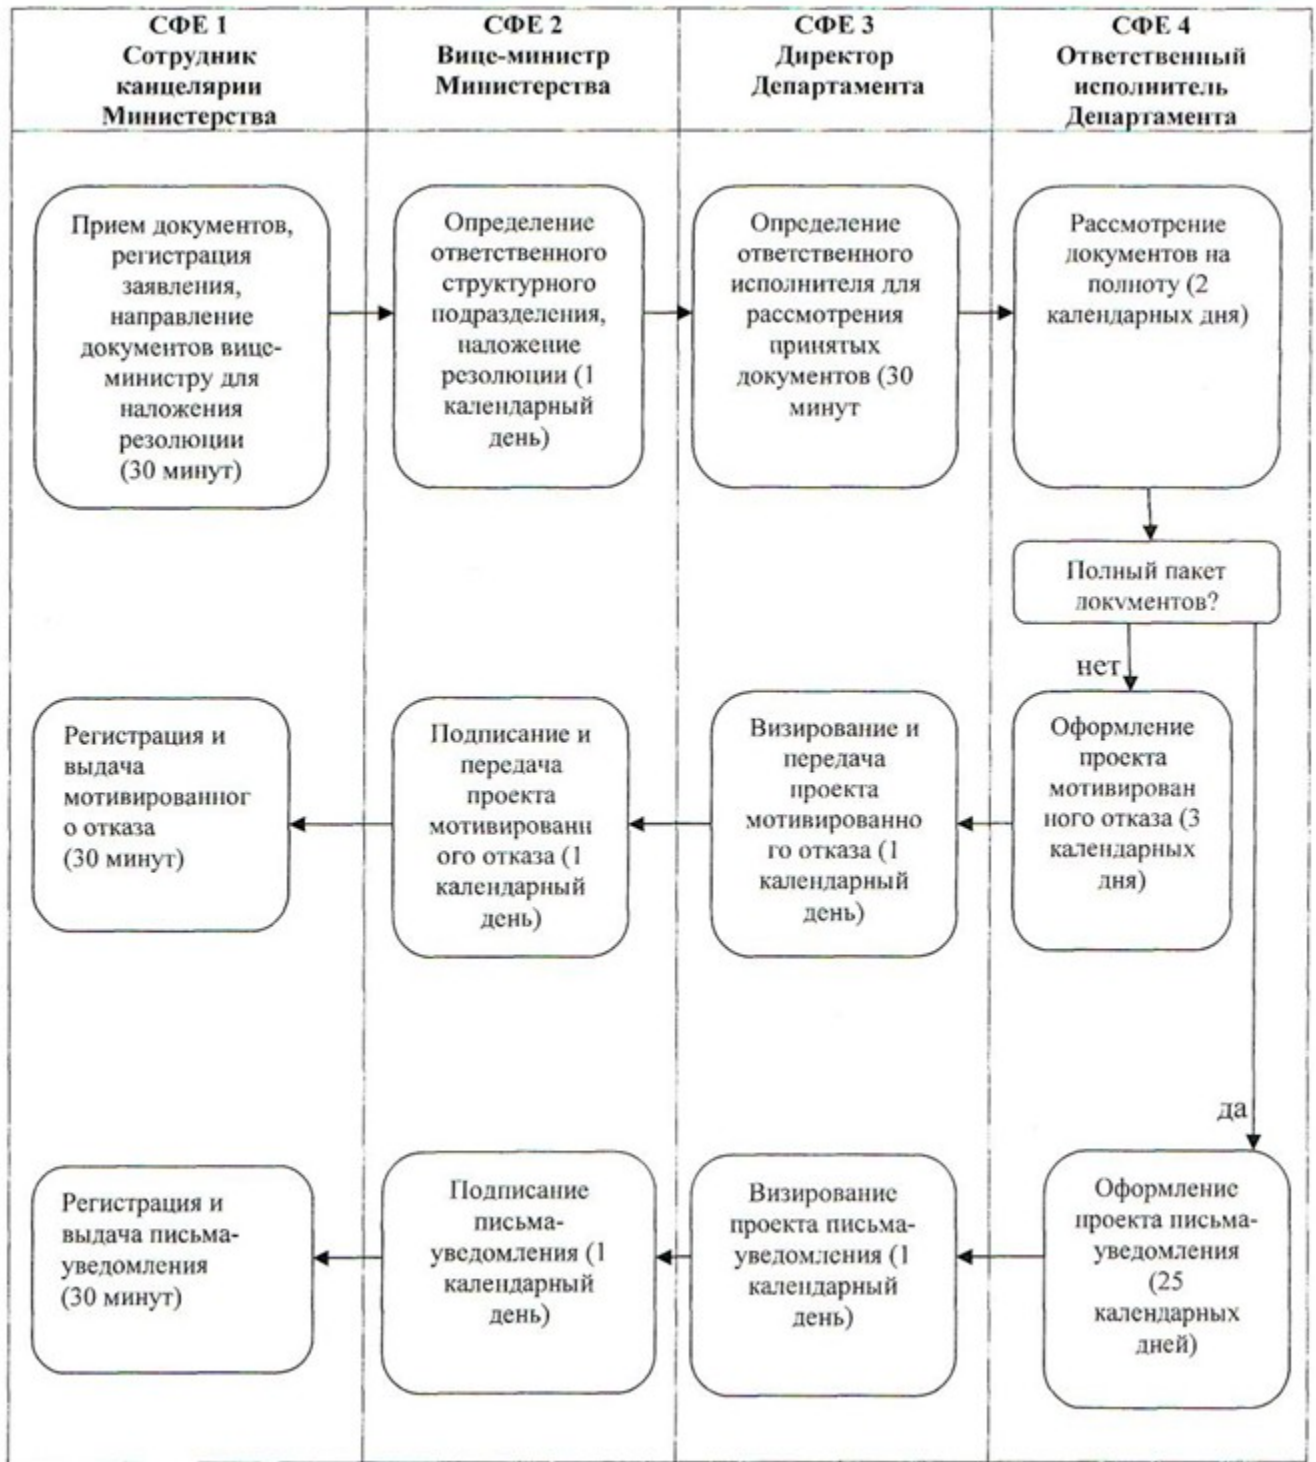 СФЕ 1
Сотрудник
канцелярии
Министерства
СФЕ 2
Вице-министр
Министерства
СФЕ 3
Директор
Департамента
СФЕ 4
Ответственный
исполнитель
Департамента
Прием документов,
регистрация
заявления,
направление
документов вице-
министру для
наложения
резолюции
(30 минут)
Определение
ответственного
структурного
подразделения,
наложение
резолюции (1
календарный
день)
Определение
ответственного
исполнителя для
рассмотрения
принятых
документов (30
минут
Рассмотрение
документов на
полноту (2
календарных дня)
Полный пакет
документов?
нет
Регистрация и
выдача
мотивированног
о отказа
(30 минут)
Подписание и
передача
проекта
мотивированн
ого отказа (1
календарный
день)
Визирование и
передача
проекта
мотивированно
го отказа (1
календарный
день)
Оформление
проекта
мотивирован
ного отказа (3
календарных
дня)
да
Регистрация и
выдача письма-
уведомления
(30 минут)
Подписание
письма-
уведомления (1
календарный
день)
Визирование
проекта письма-
уведомления (1
календарный
день)
Оформление
проекта письма-
уведомления
(25
календарных
дней)